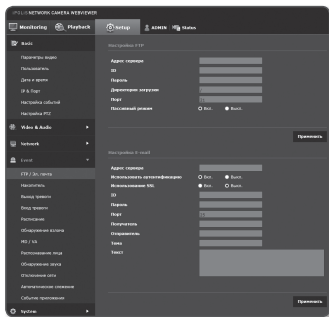 iPOLIS NETWORK CAMERA WEBVIEWER
Monitoring
Playback
Setup
ADMIN
Status
Basic
Параметры видео
Пользователь
Дата и время
IP & Порт
Настройка событий
Настройка PTZ
Video & Audio
Network
Event
FTP / Эл. почта
Накопитель
Выход тревоги
Вход тревоги
Расписание
Обнаружение взлома
MD / VA
Распознавание лица
Обнаружение звука
Отключение сети
Автоматическое слежение
Событие приложения
System
Настройка FTP
Адрес сервера
ID
Пароль
Директория загрузки
/
Порт
21
Пассивный режим
Вкл.
Выкл.
Применить
Настройка E-mail
Адрес сервера
Использовать аутентификацию
Вкл.
Выкл.
Использование SSL
Вкл.
Выкл.
ID
Пароль
Порт
25
Получатель
Отправитель
Тема
Текст
Применить